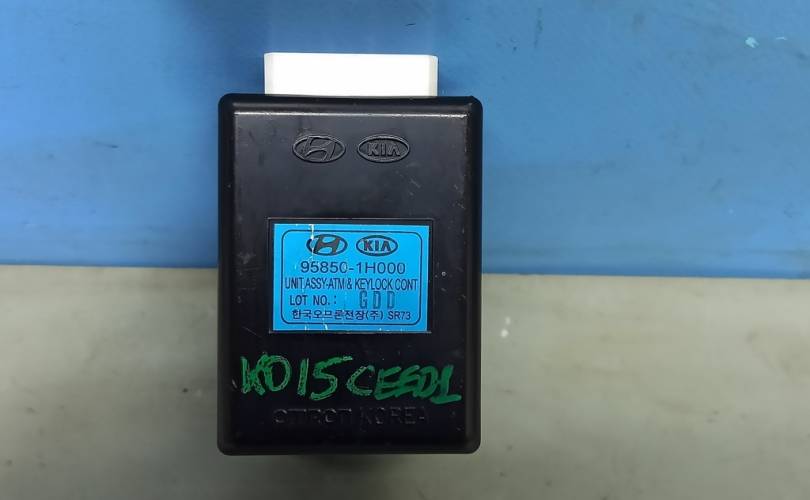 KIA
KIA
95850-1H000
UNIT ASSY-ATM & KEYLOCK CONT
LOT NO.: GDD
한국오므론전장(주) SR73
KD15CEED1
OMRON KOREA